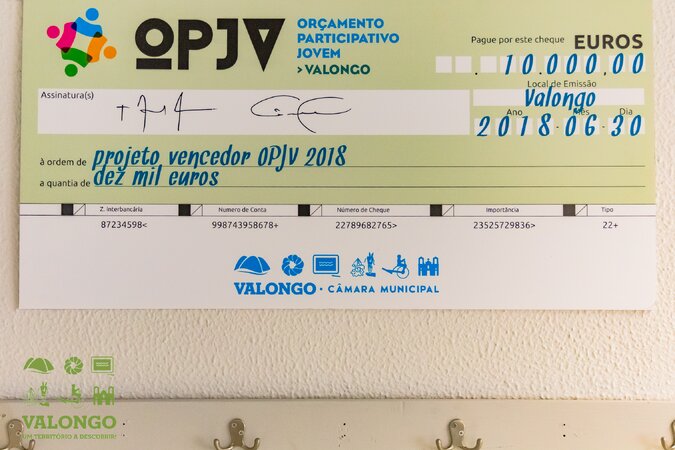 OPJV
ORÇAMENTO
PARTICIPATIVO
JOVEM
>VALONGO
Pague por este cheque EUROS
.10.000,00
Local de Emissão
Valongo
Assinatura(s)
Ano Mês Dia
2018-06-30
à ordem de projeto vencedor OPJV 2018
a quantia de dez mil euros
Z. Interbancária Numero de Conta Número de Cheque Importância Tipo
87234598< 998743958678+ 22789682765> 23525729836> 22+
VALONGO · CÂMARA MUNICIPAL
VALONGO
UM TERRITÓRIO A DESCOBRIR!